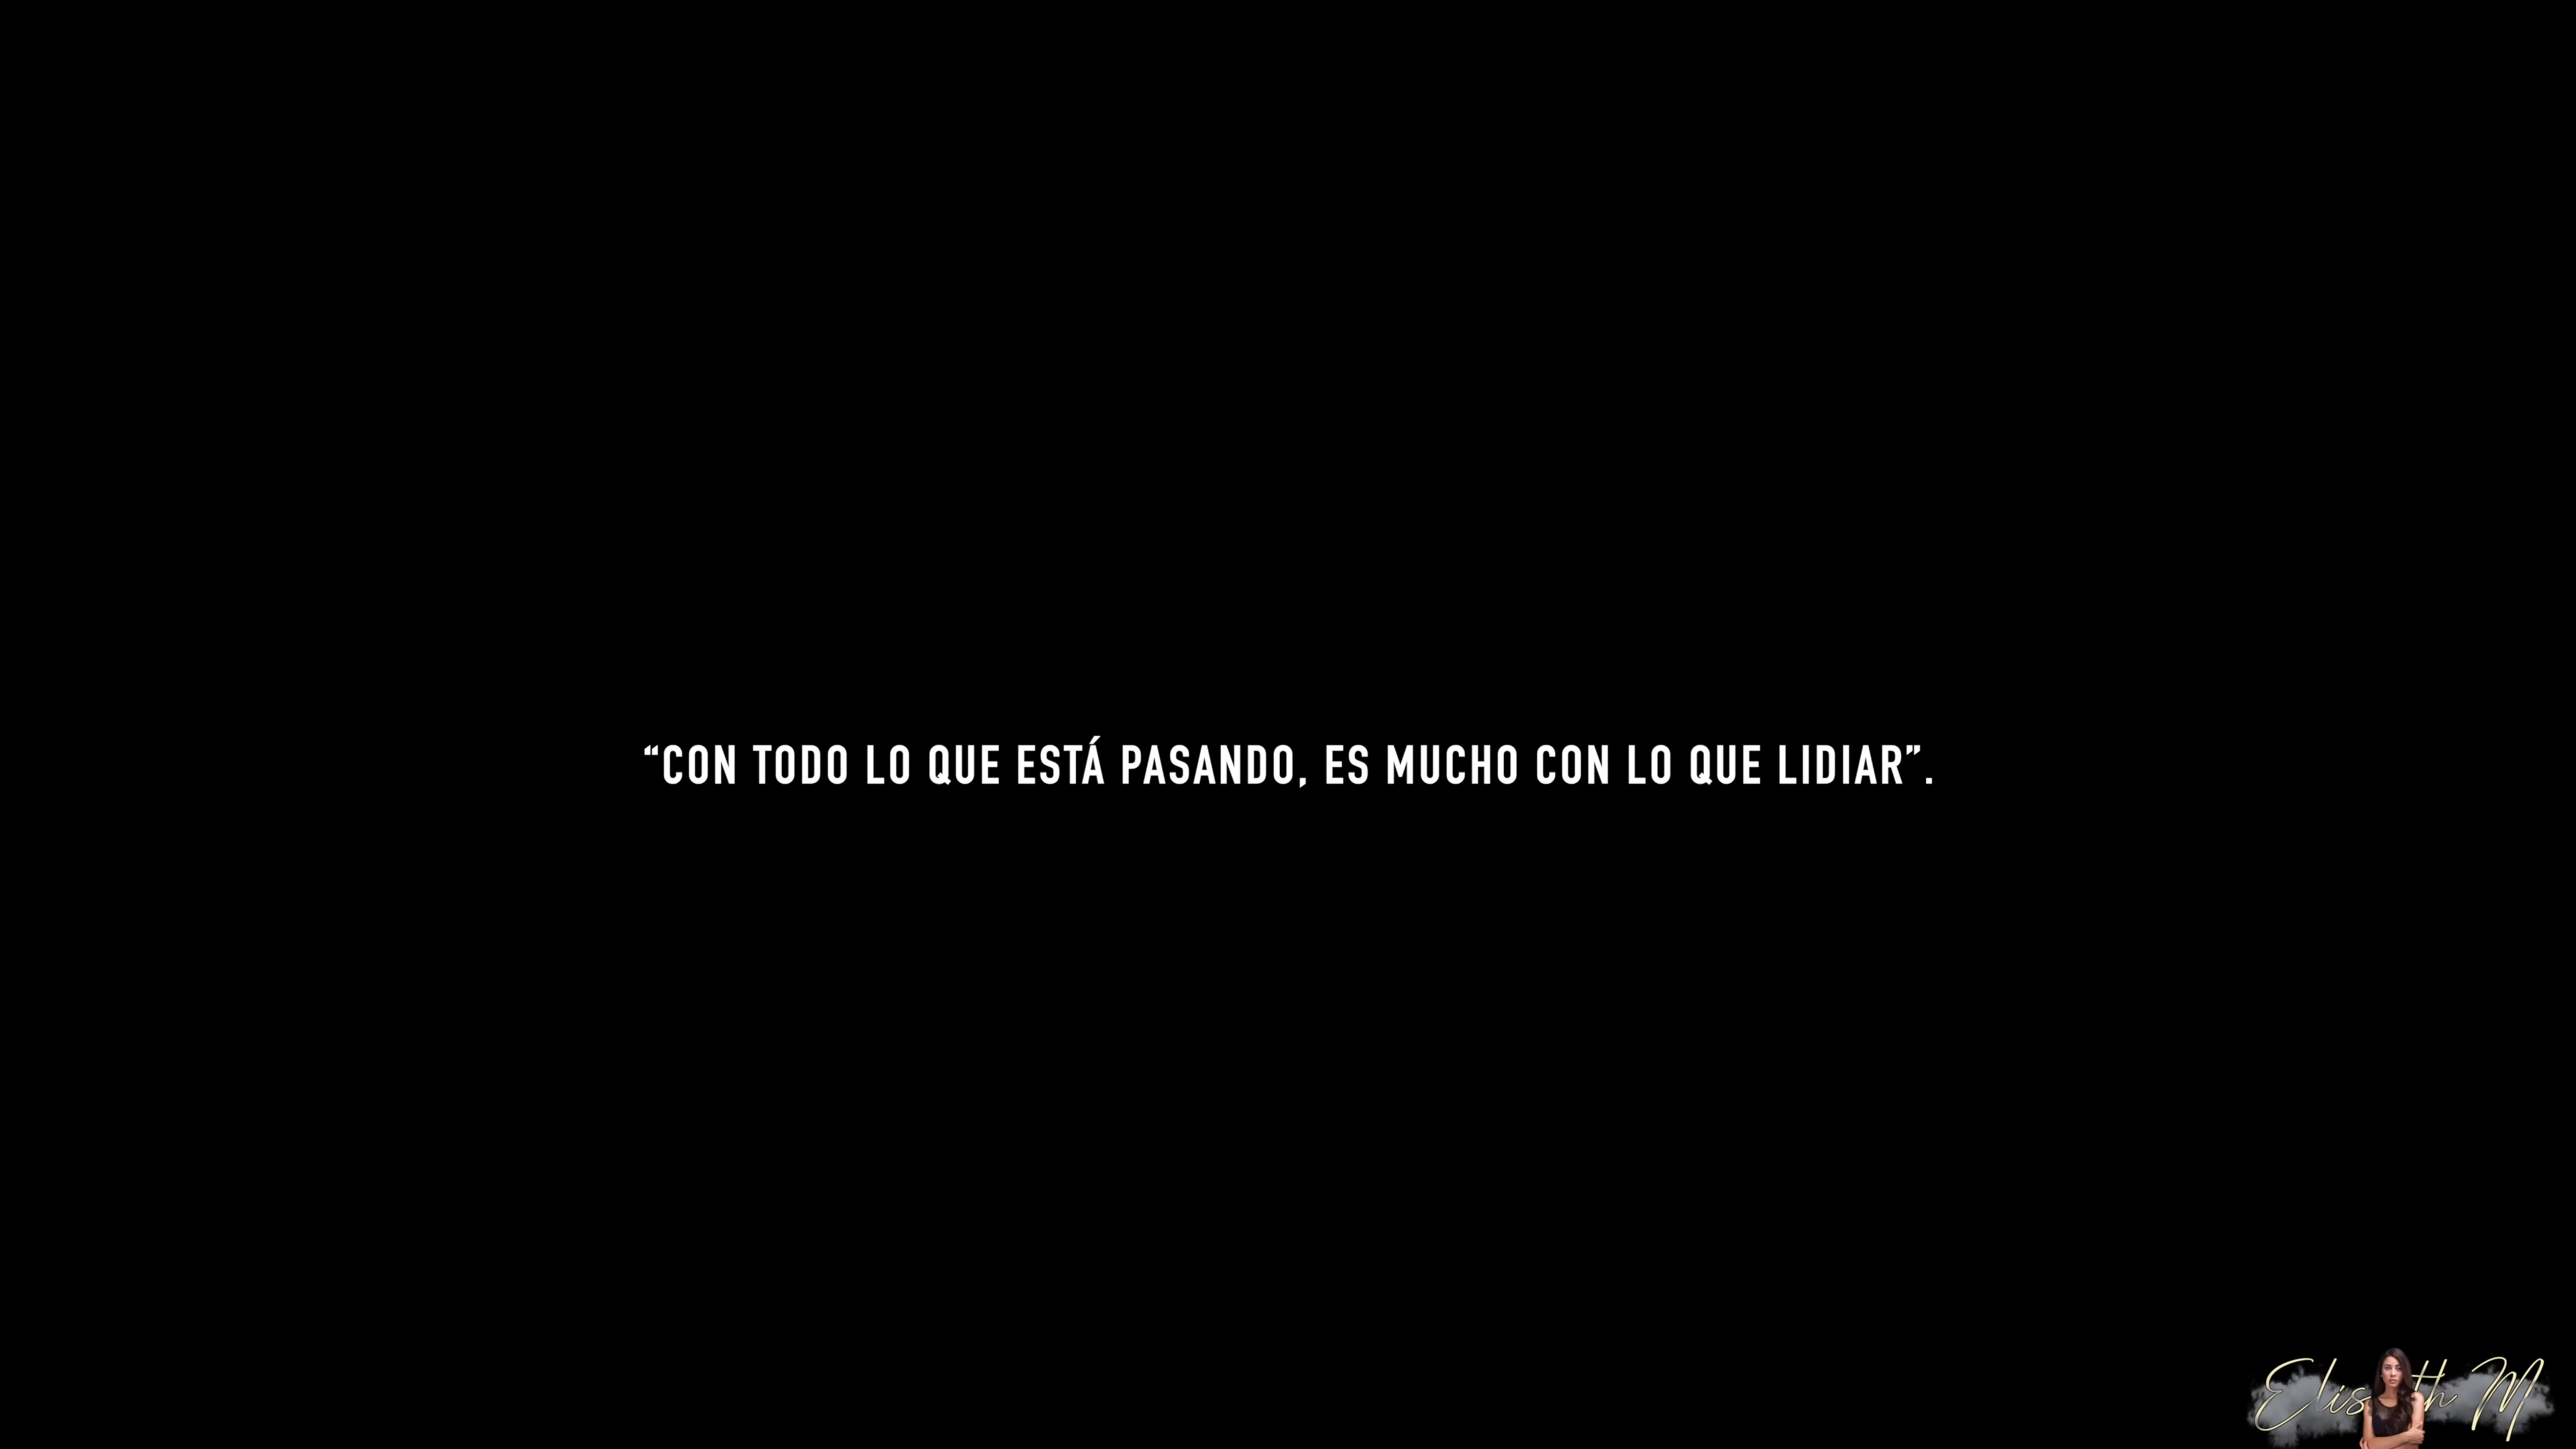 “CON TODO LO QUE ESTÁ PASANDO, ES MUCHO CON LO QUE LIDIAR”.
M